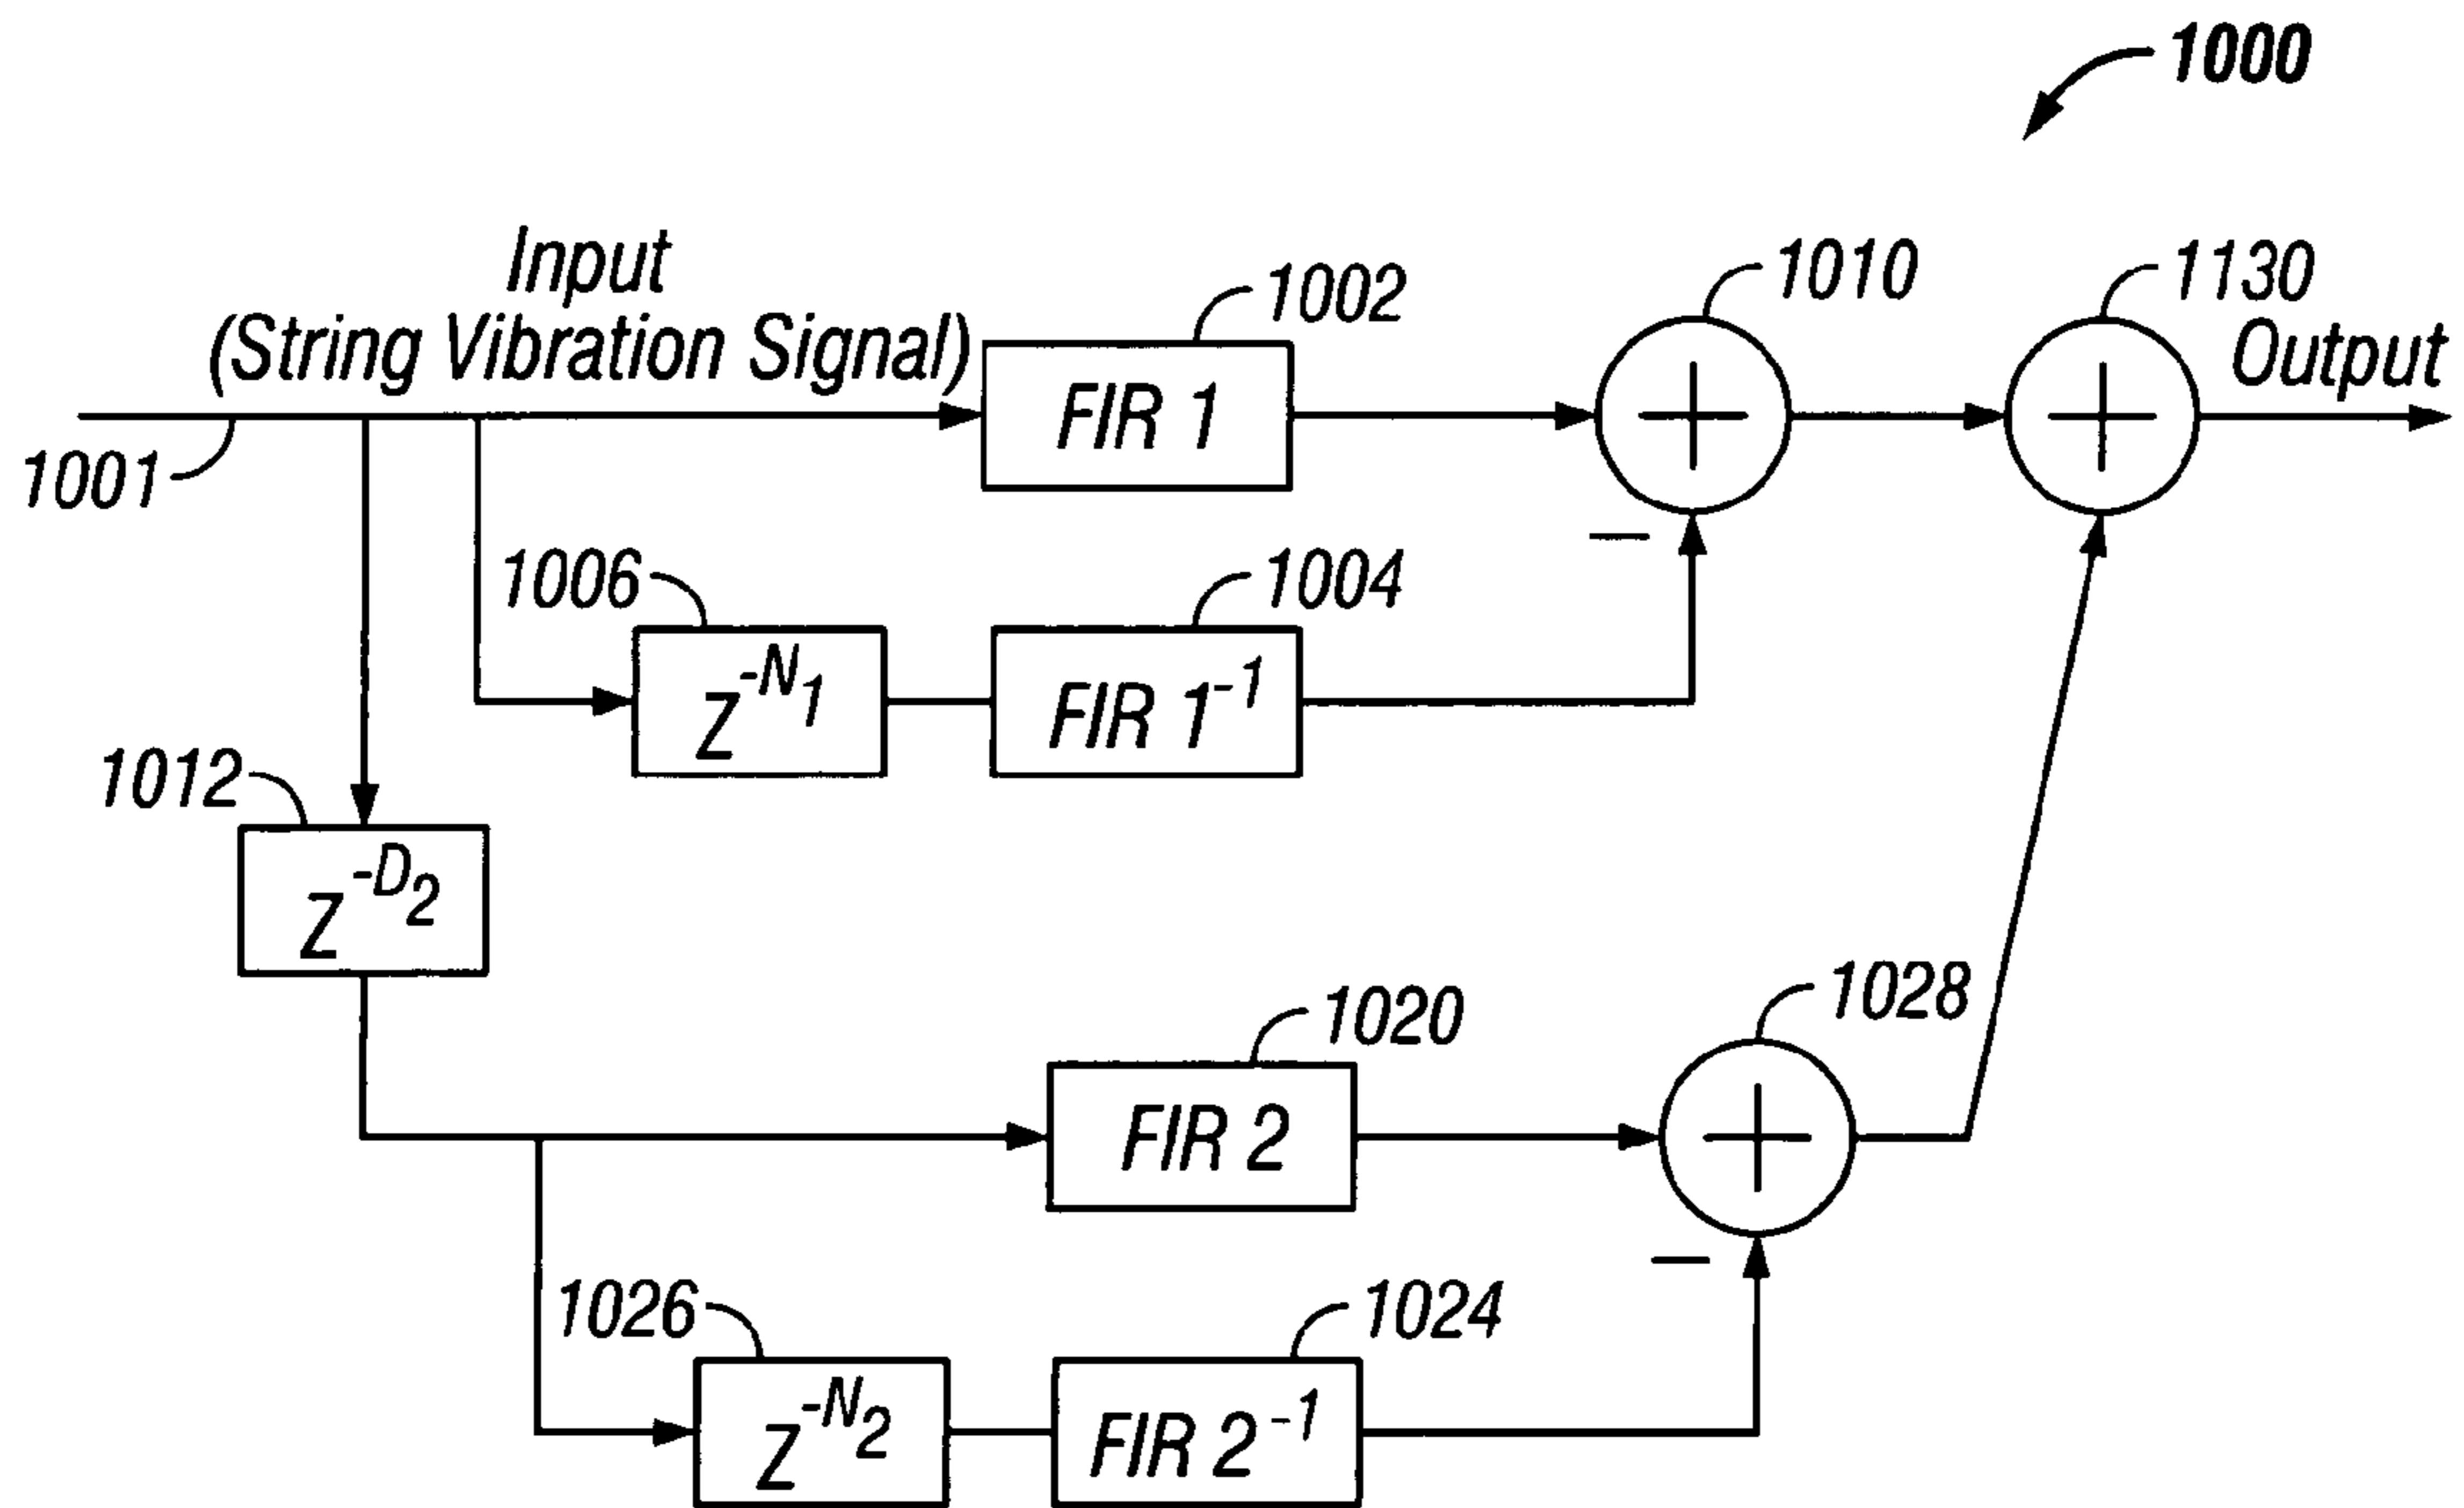 1000
Input
(String Vibration Signal)
1002
1010
1130
Output
FIR 1
1001
1006
1004
Z^-N1
FIR 1^-1
1012
Z^-D2
1020
1028
FIR 2
1026
1024
Z^-N2
FIR 2^-1